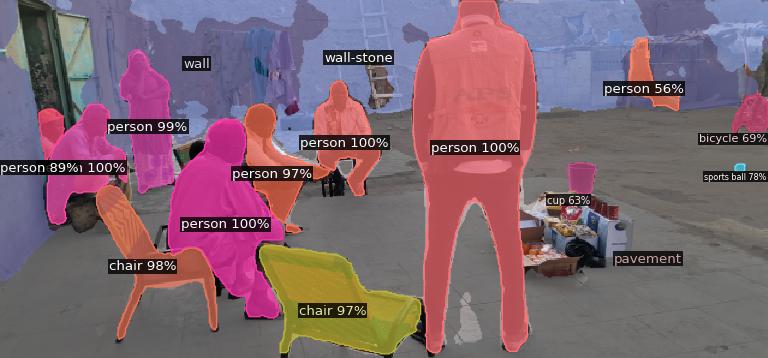 wall
wall-stone
person 56%
person 99%
person 100%
person 100%
bicycle 69%
person 89%
100%
person 97%
sports ball 78%
cup 63%
person 100%
pavement
chair 98%
chair 97%